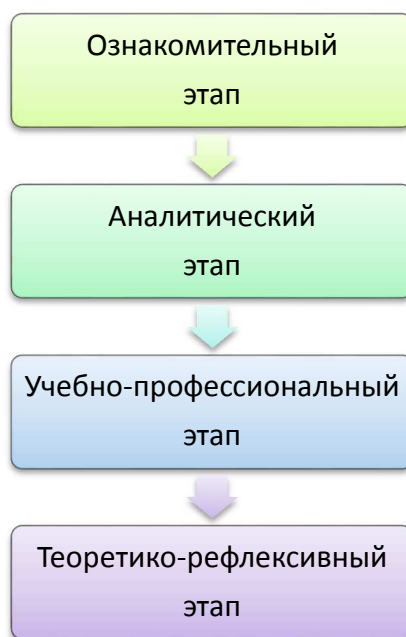 Ознакомительный
этап
Аналитический
этап
Учебно-профессиональный
этап
Теоретико-рефлексивный
этап